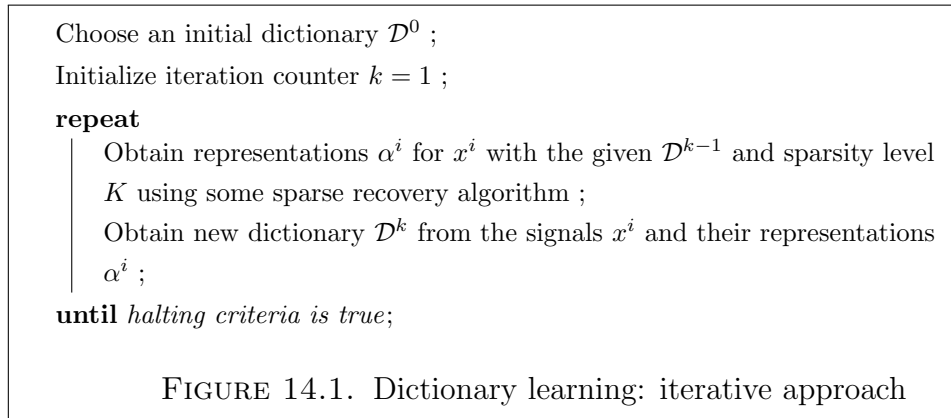 Choose an initial dictionary 𝒟⁰ ;
Initialize iteration counter k = 1 ;
repeat
Obtain representations αⁱ for xⁱ with the given 𝒟ᵏ⁻¹ and sparsity level
K using some sparse recovery algorithm ;
Obtain new dictionary 𝒟ᵏ from the signals xⁱ and their representations
αⁱ ;
until halting criteria is true;
FIGURE 14.1. Dictionary learning: iterative approach